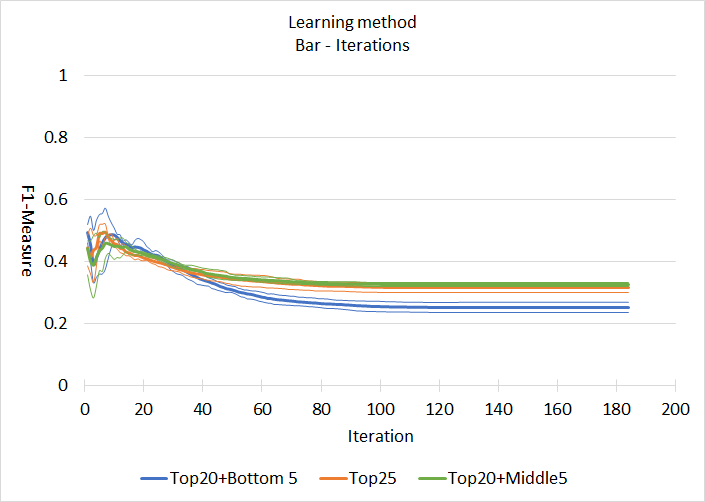 Learning method
Bar - Iterations
1
0.8
0.6
0.4
0.2
0
F1-Measure
0 20 40 60 80 100 120 140 160 180 200
Iteration
Top20+Bottom 5 Top25 Top20+Middle5